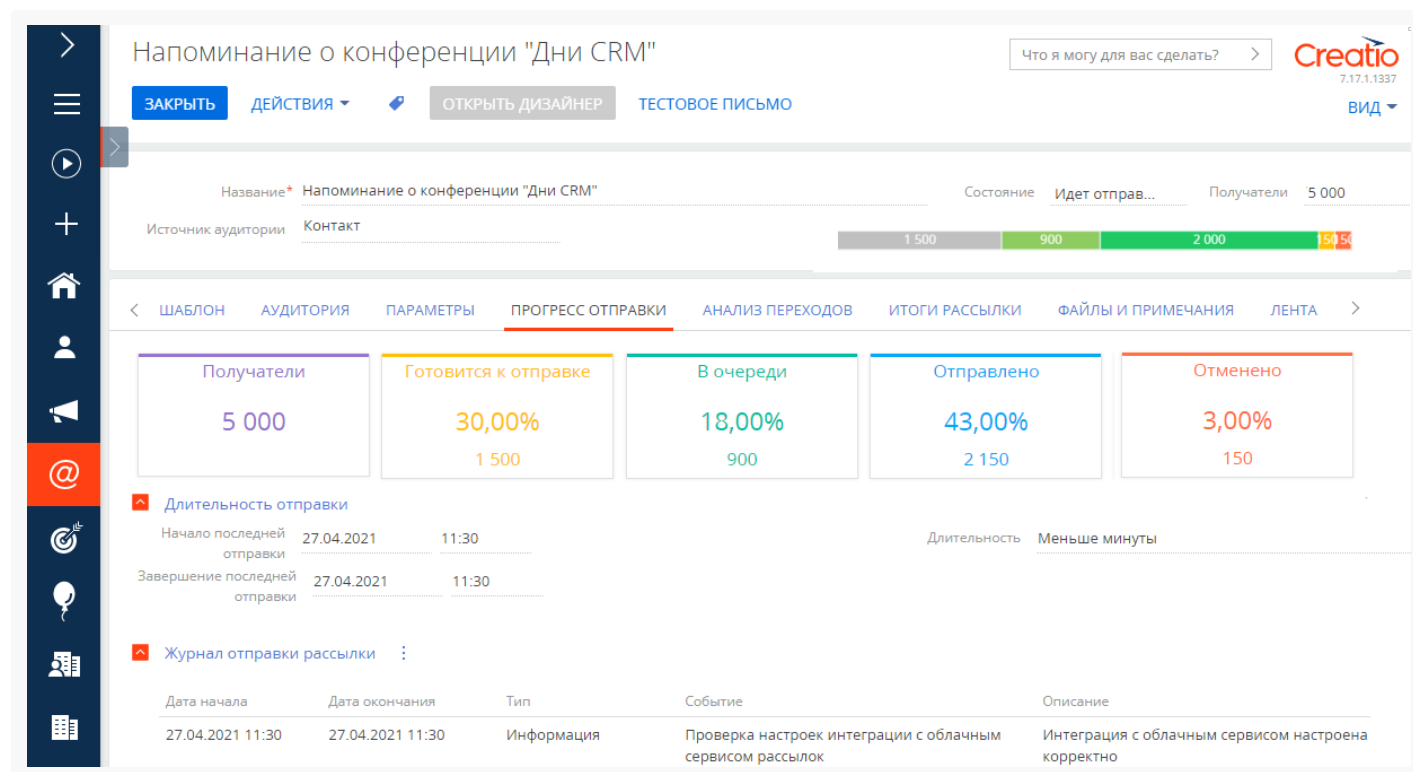 Напоминание о конференции "Дни CRM"
Что я могу для вас сделать?
Creatio
7.17.1.1337
ЗАКРЫТЬ ДЕЙСТВИЯ ОТКРЫТЬ ДИЗАЙНЕР ТЕСТОВОЕ ПИСЬМО ВИД
Название* Напоминание о конференции "Дни CRM" Состояние Идет отправ... Получатели 5 000
Источник аудитории Контакт
1 500 900 2 000 150 150
ШАБЛОН АУДИТОРИЯ ПАРАМЕТРЫ ПРОГРЕСС ОТПРАВКИ АНАЛИЗ ПЕРЕХОДОВ ИТОГИ РАССЫЛКИ ФАЙЛЫ И ПРИМЕЧАНИЯ ЛЕНТА
Получатели Готовится к отправке В очереди Отправлено Отменено
5 000 30,00% 18,00% 43,00% 3,00%
1 500 900 2 150 150
Длительность отправки
Начало последней отправки 27.04.2021 11:30 Длительность Меньше минуты
Завершение последней отправки 27.04.2021 11:30
Журнал отправки рассылки
Дата начала Дата окончания Тип Событие Описание
27.04.2021 11:30 27.04.2021 11:30 Информация Проверка настроек интеграции с облачным Интеграция с облачным сервисом настроена
сервисом рассылок корректно